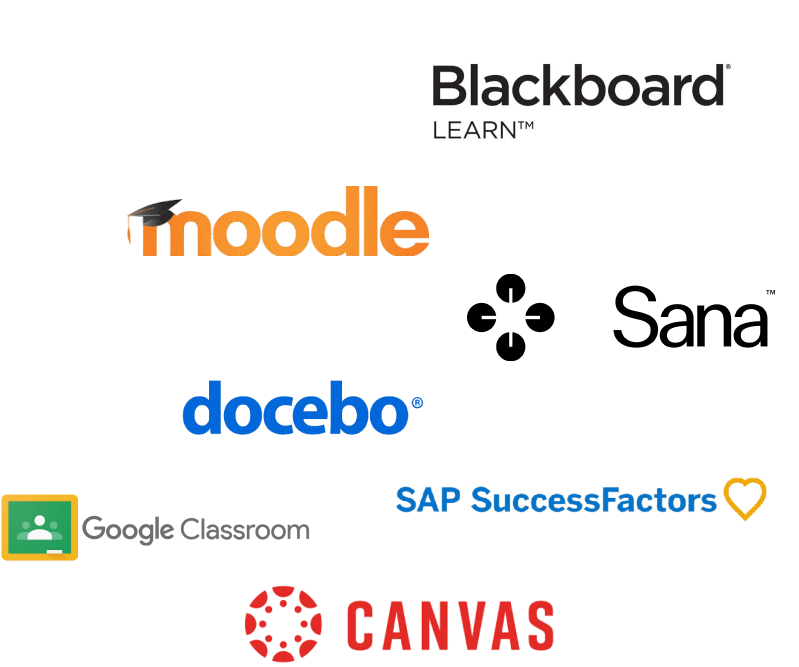 Blackboard®
LEARN™
moodle
Sana™
docebo®
SAP SuccessFactors
Google Classroom
CANVAS